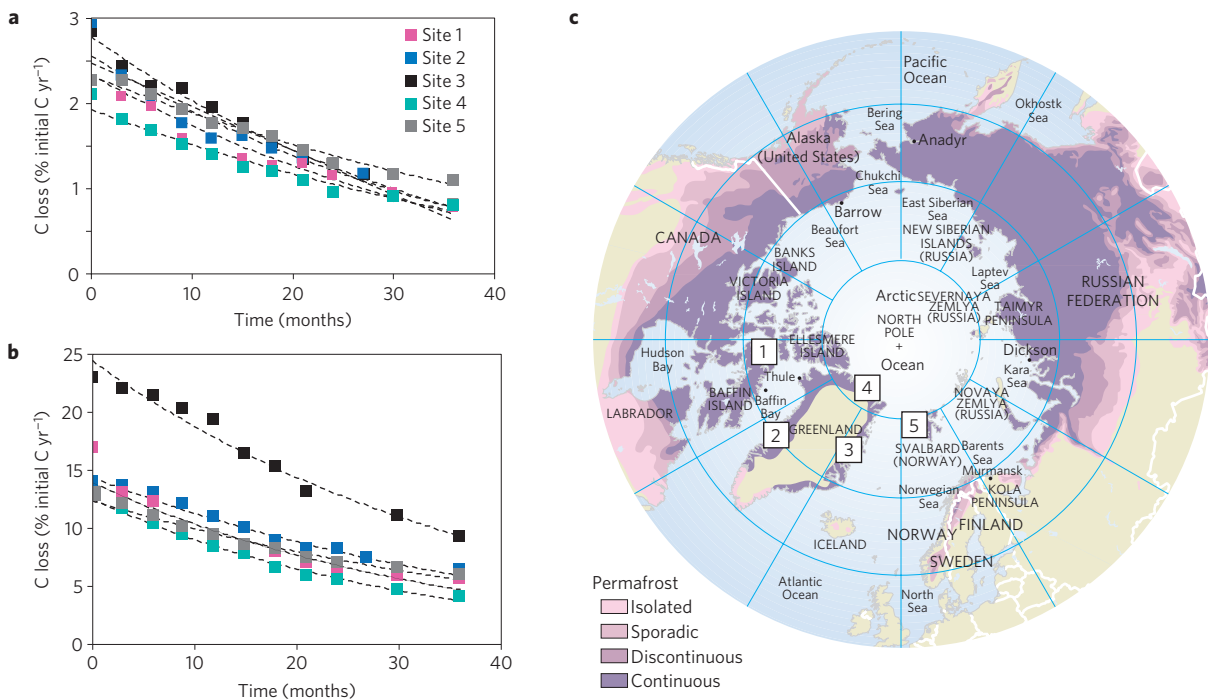 a
C loss (% initial C yr⁻¹)
3
2
1
0
0
10
20
30
40
Time (months)
Site 1
Site 2
Site 3
Site 4
Site 5
b
C loss (% initial C yr⁻¹)
25
20
15
10
5
0
0
10
20
30
40
Time (months)
c
Pacific
Ocean
Okhostk
Sea
Bering
Sea
Alaska
(United States)
Anadyr
Chukchi
Sea
Barrow
Beaufort
Sea
East Siberian
Sea
NEW SIBERIAN
ISLANDS
(RUSSIA)
CANADA
BANKS
ISLAND
VICTORIA
ISLAND
Laptev
Sea
RUSSIAN
FEDERATION
Arctic
NORTH
POLE
+
Ocean
SEVERNAYA
ZEMLYA
(RUSSIA)
TAIMYR
PENINSULA
ELLESMERE
ISLAND
Hudson
Bay
1
Thule
4
Dickson
Kara
Sea
BAFFIN
ISLAND
Baffin
Bay
LABRADOR
NOVAYA
ZEMLYA
(RUSSIA)
GREENLAND
2
3
5
SVALBARD
(NORWAY)
Barents
Sea
Murmansk
KOLA
PENINSULA
Norwegian
Sea
ICELAND
NORWAY
FINLAND
SWEDEN
Atlantic
Ocean
North
Sea
Permafrost
Isolated
Sporadic
Discontinuous
Continuous